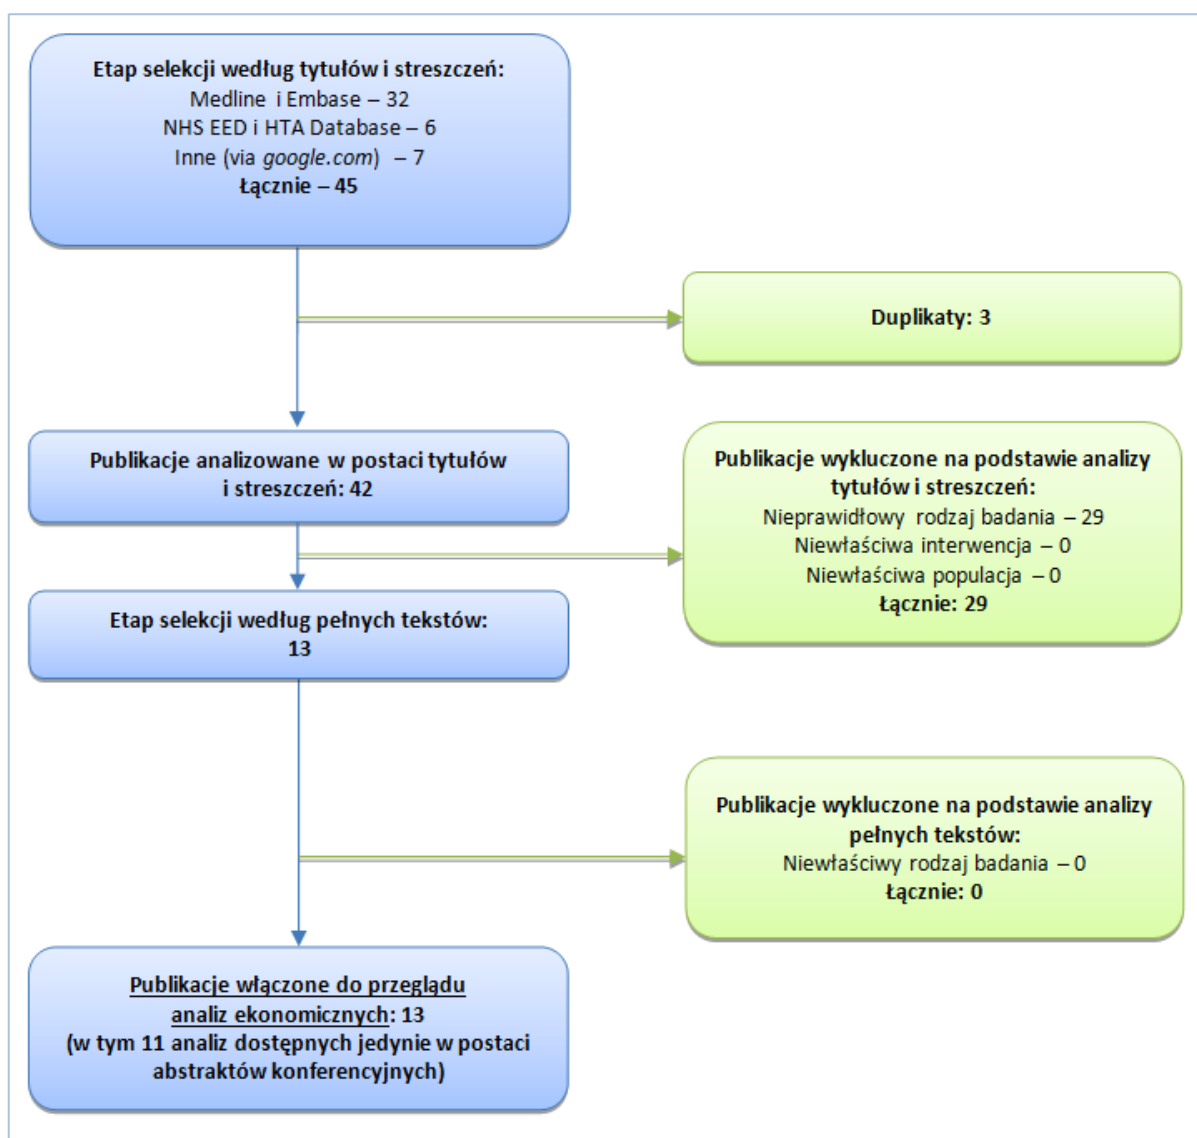 Etap selekcji według tytułów i streszczeń:
Medline i Embase – 32
NHS EED i HTA Database – 6
Inne (via google.com) – 7
Łącznie – 45
Duplikaty: 3
Publikacje analizowane w postaci tytułów
i streszczeń: 42
Publikacje wykluczone na podstawie analizy
tytułów i streszczeń:
Nieprawidłowy rodzaj badania – 29
Niewłaściwa interwencja – 0
Niewłaściwa populacja – 0
Łącznie: 29
Etap selekcji według pełnych tekstów:
13
Publikacje wykluczone na podstawie analizy
pełnych tekstów:
Niewłaściwy rodzaj badania – 0
Łącznie: 0
Publikacje włączone do przeglądu
analiz ekonomicznych: 13
(w tym 11 analiz dostępnych jedynie w postaci
abstraktów konferencyjnych)